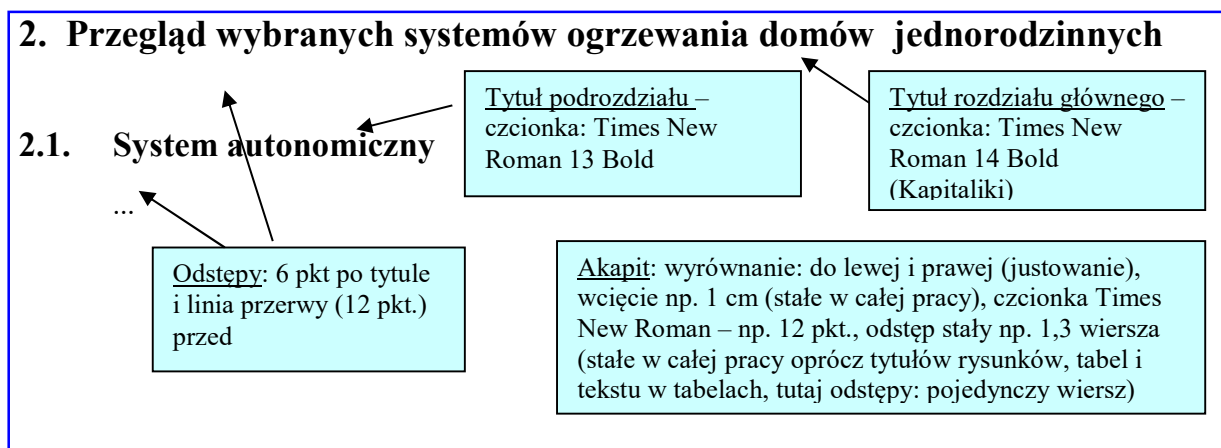 2. Przegląd wybranych systemów ogrzewania domów jednorodzinnych
Tytuł podrozdziału –
czcionka: Times New
Roman 13 Bold
Tytuł rozdziału głównego –
czcionka: Times New
Roman 14 Bold
(Kapitaliki)
2.1. System autonomiczny
...
Odstępy: 6 pkt po tytule
i linia przerwy (12 pkt.)
przed
Akapit: wyrównanie: do lewej i prawej (justowanie),
wcięcie np. 1 cm (stałe w całej pracy), czcionka Times
New Roman – np. 12 pkt., odstęp stały np. 1,3 wiersza
(stałe w całej pracy oprócz tytułów rysunków, tabel i
tekstu w tabelach, tutaj odstępy: pojedynczy wiersz)